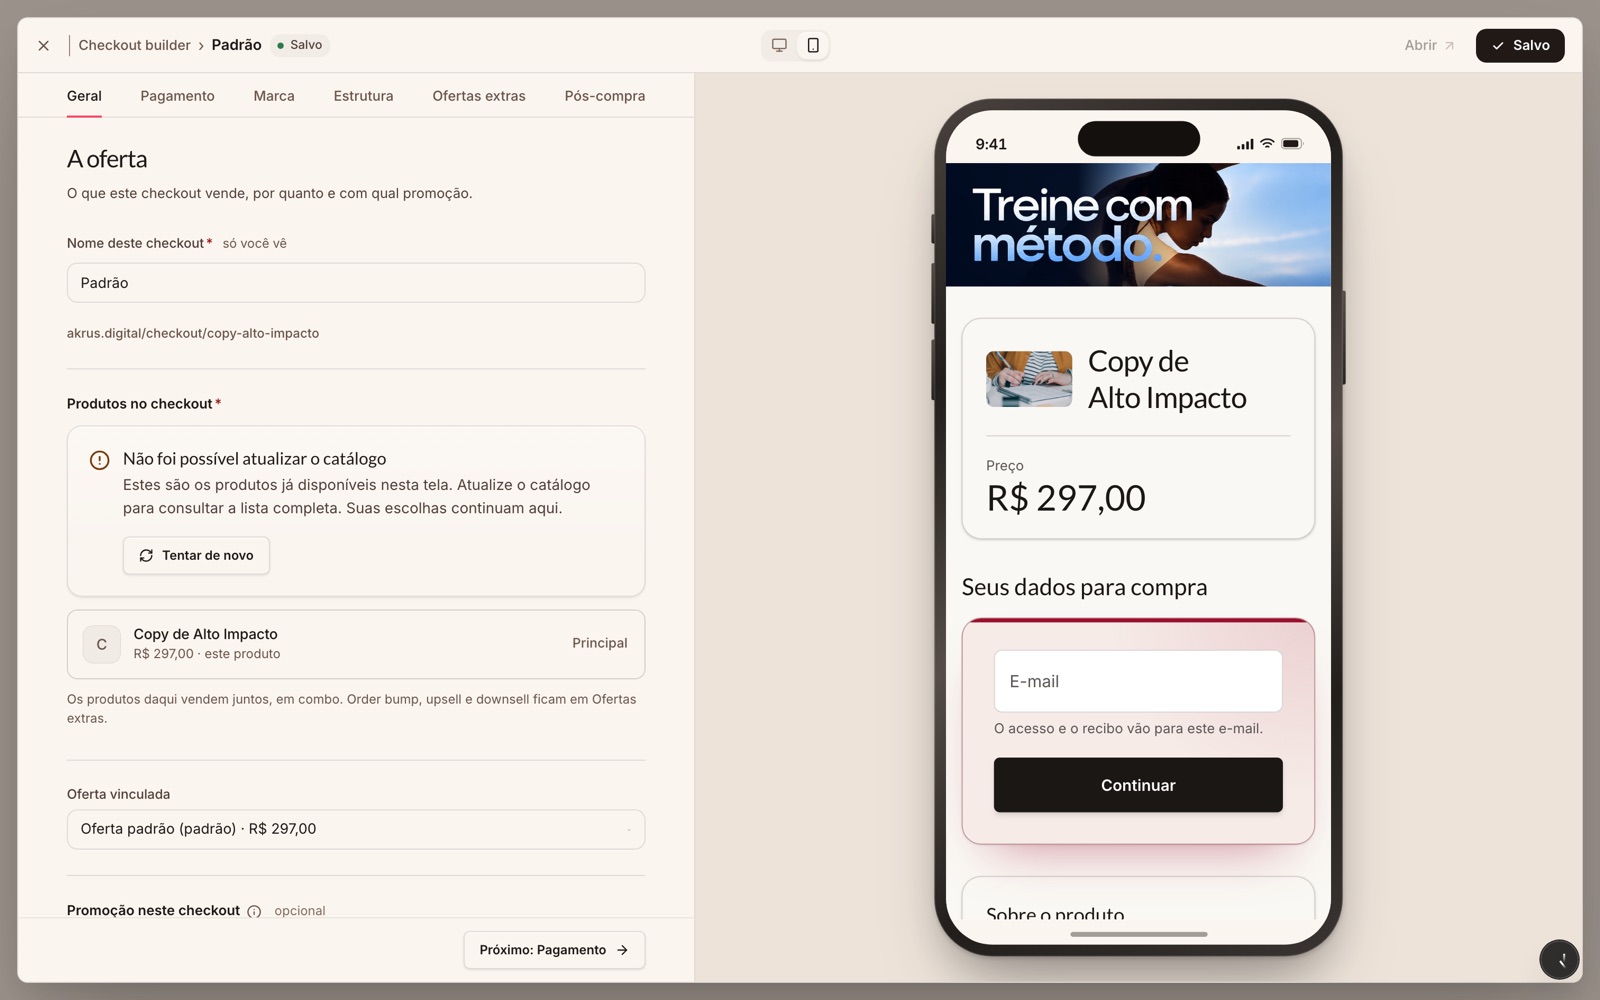 Checkout builder › Padrão Salvo
Abrir Salvo
Geral Pagamento Marca Estrutura Ofertas extras Pós-compra
A oferta
O que este checkout vende, por quanto e com qual promoção.
Nome deste checkout* só você vê
Padrão
akrus.digital/checkout/copy-alto-impacto
Produtos no checkout*
Não foi possível atualizar o catálogo
Estes são os produtos já disponíveis nesta tela. Atualize o catálogo
para consultar a lista completa. Suas escolhas continuam aqui.
Tentar de novo
C
Copy de Alto Impacto
R$ 297,00 · este produto
Principal
Os produtos daqui vendem juntos, em combo. Order bump, upsell e downsell ficam em Ofertas
extras.
Oferta vinculada
Oferta padrão (padrão) · R$ 297,00
Promoção neste checkout opcional
Próximo: Pagamento
9:41
Treine com
método.
Copy de
Alto Impacto
Preço
R$ 297,00
Seus dados para compra
E-mail
O acesso e o recibo vão para este e-mail.
Continuar
Sobre o produto